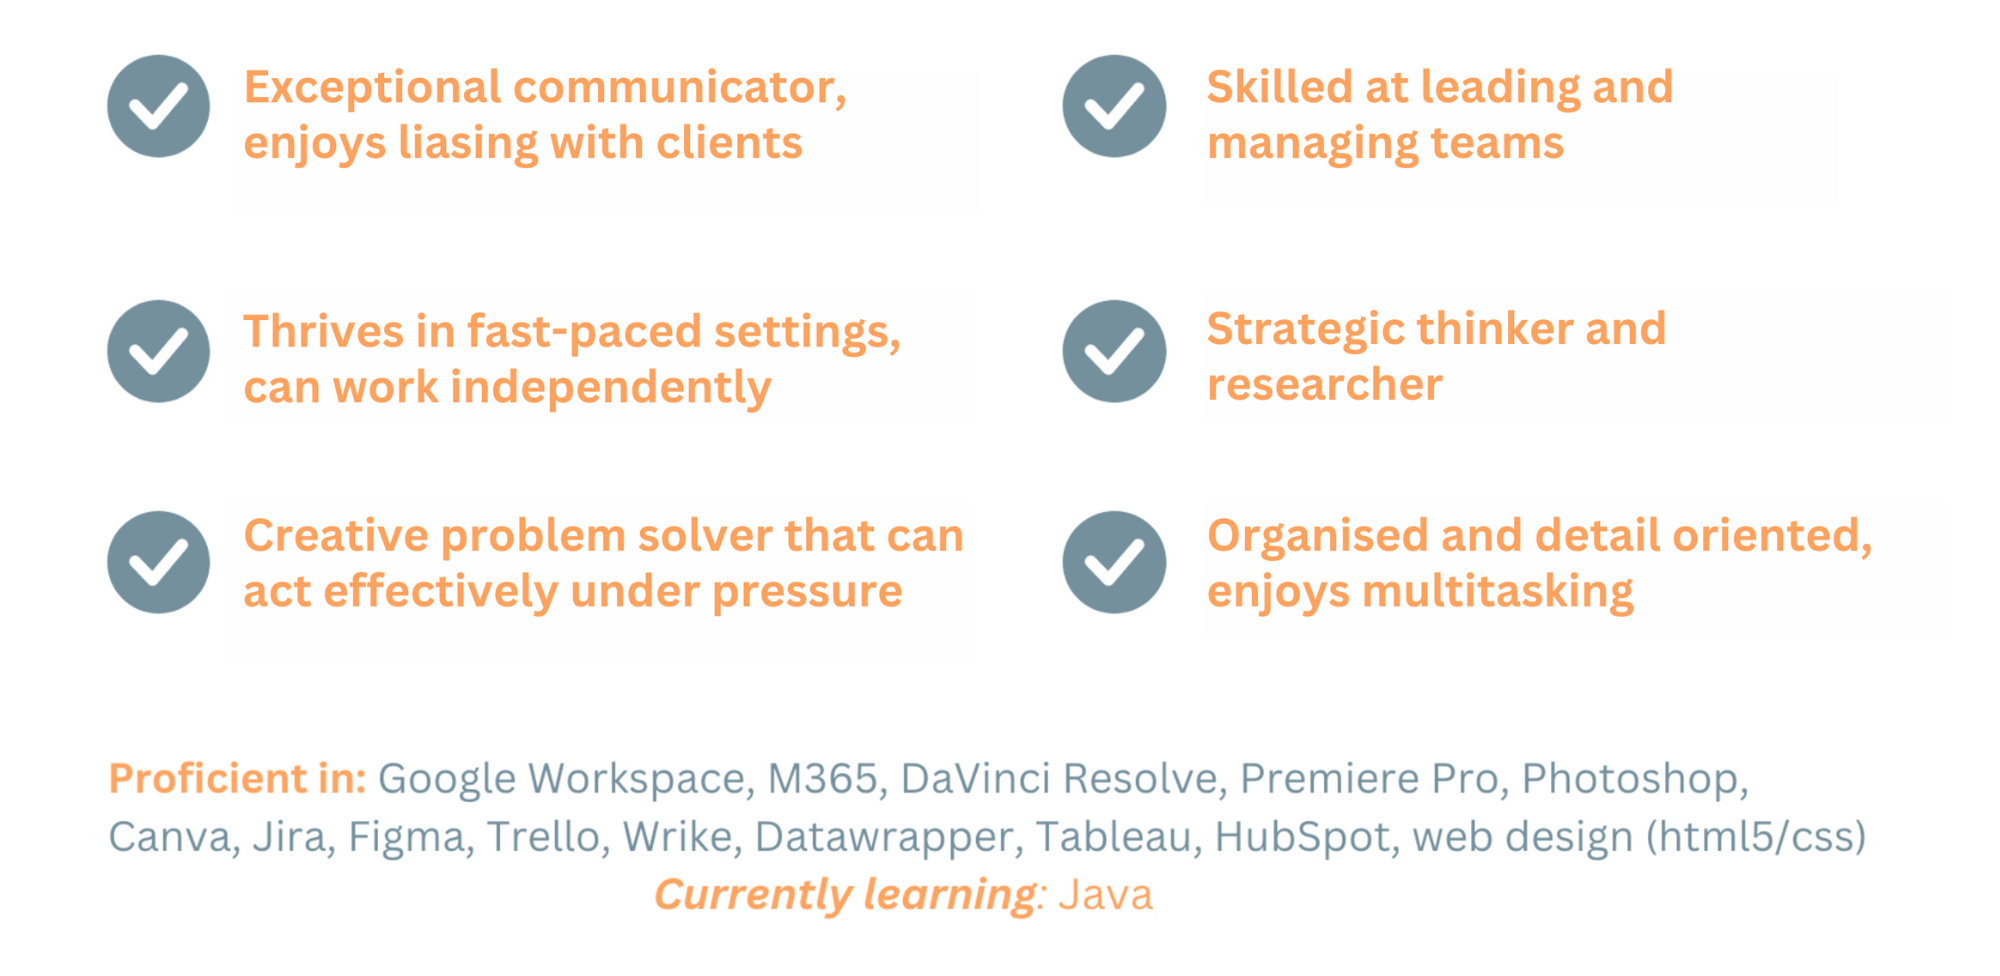 Exceptional communicator,
enjoys liasing with clients
Skilled at leading and
managing teams
Thrives in fast-paced settings,
can work independently
Strategic thinker and
researcher
Creative problem solver that can
act effectively under pressure
Organised and detail oriented,
enjoys multitasking
Proficient in: Google Workspace, M365, DaVinci Resolve, Premiere Pro, Photoshop,
Canva, Jira, Figma, Trello, Wrike, Datawrapper, Tableau, HubSpot, web design (html5/css)
Currently learning: Java